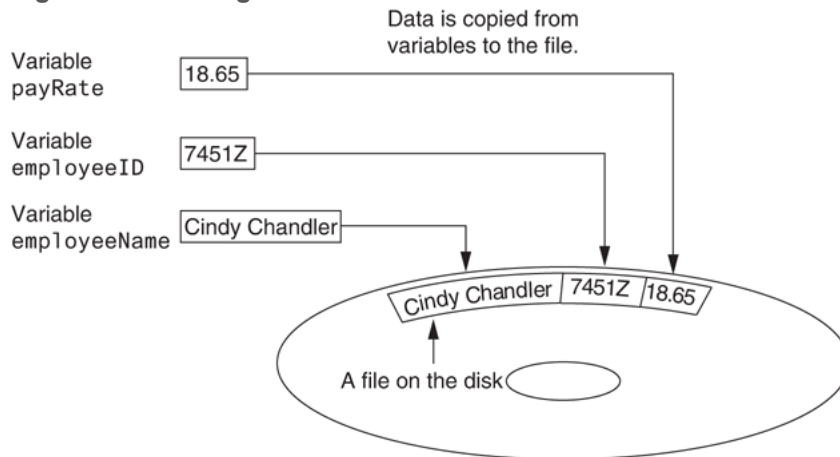 Data is copied from
variables to the file.
Variable
payRate
18.65
Variable
employeeID
7451Z
Variable
employeeName
Cindy Chandler
Cindy Chandler 7451Z 18.65
A file on the disk